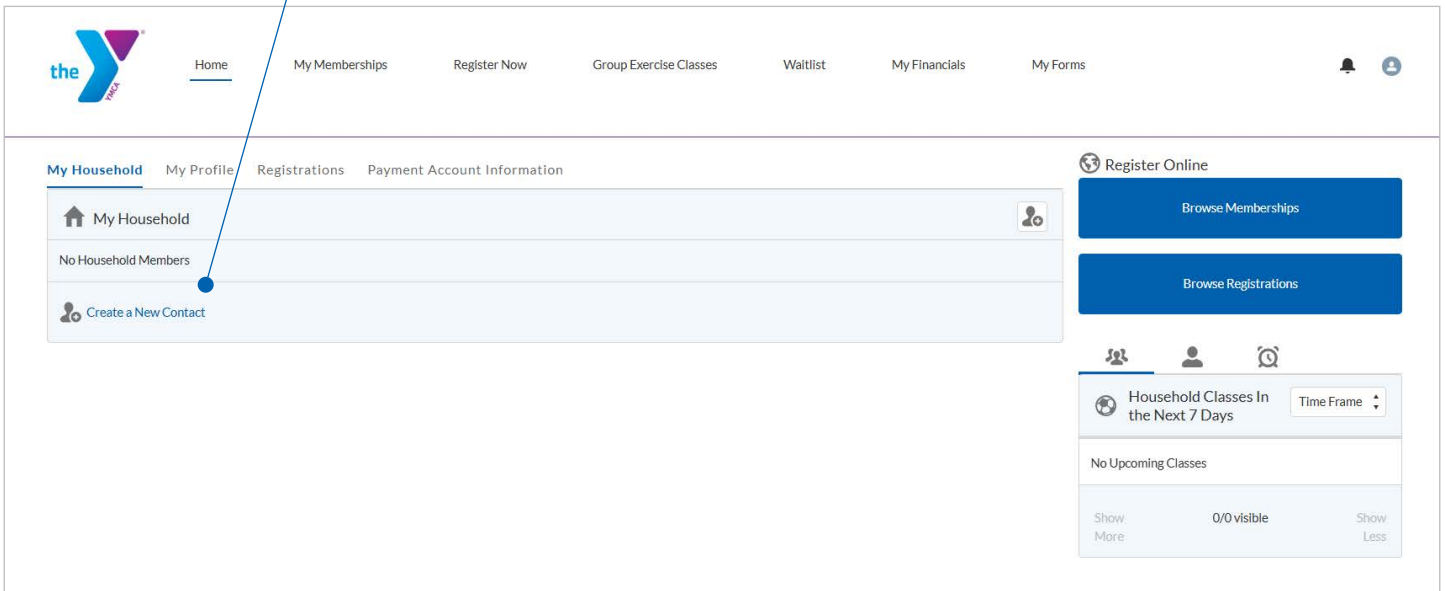 the
YMCA
Home My Memberships Register Now Group Exercise Classes Waitlist My Financials My Forms
My Household My Profile Registrations Payment Account Information
My Household
No Household Members
Create a New Contact
Register Online
Browse Memberships
Browse Registrations
Household Classes In
the Next 7 Days
Time Frame
No Upcoming Classes
Show
More
0/0 visible
Show
Less